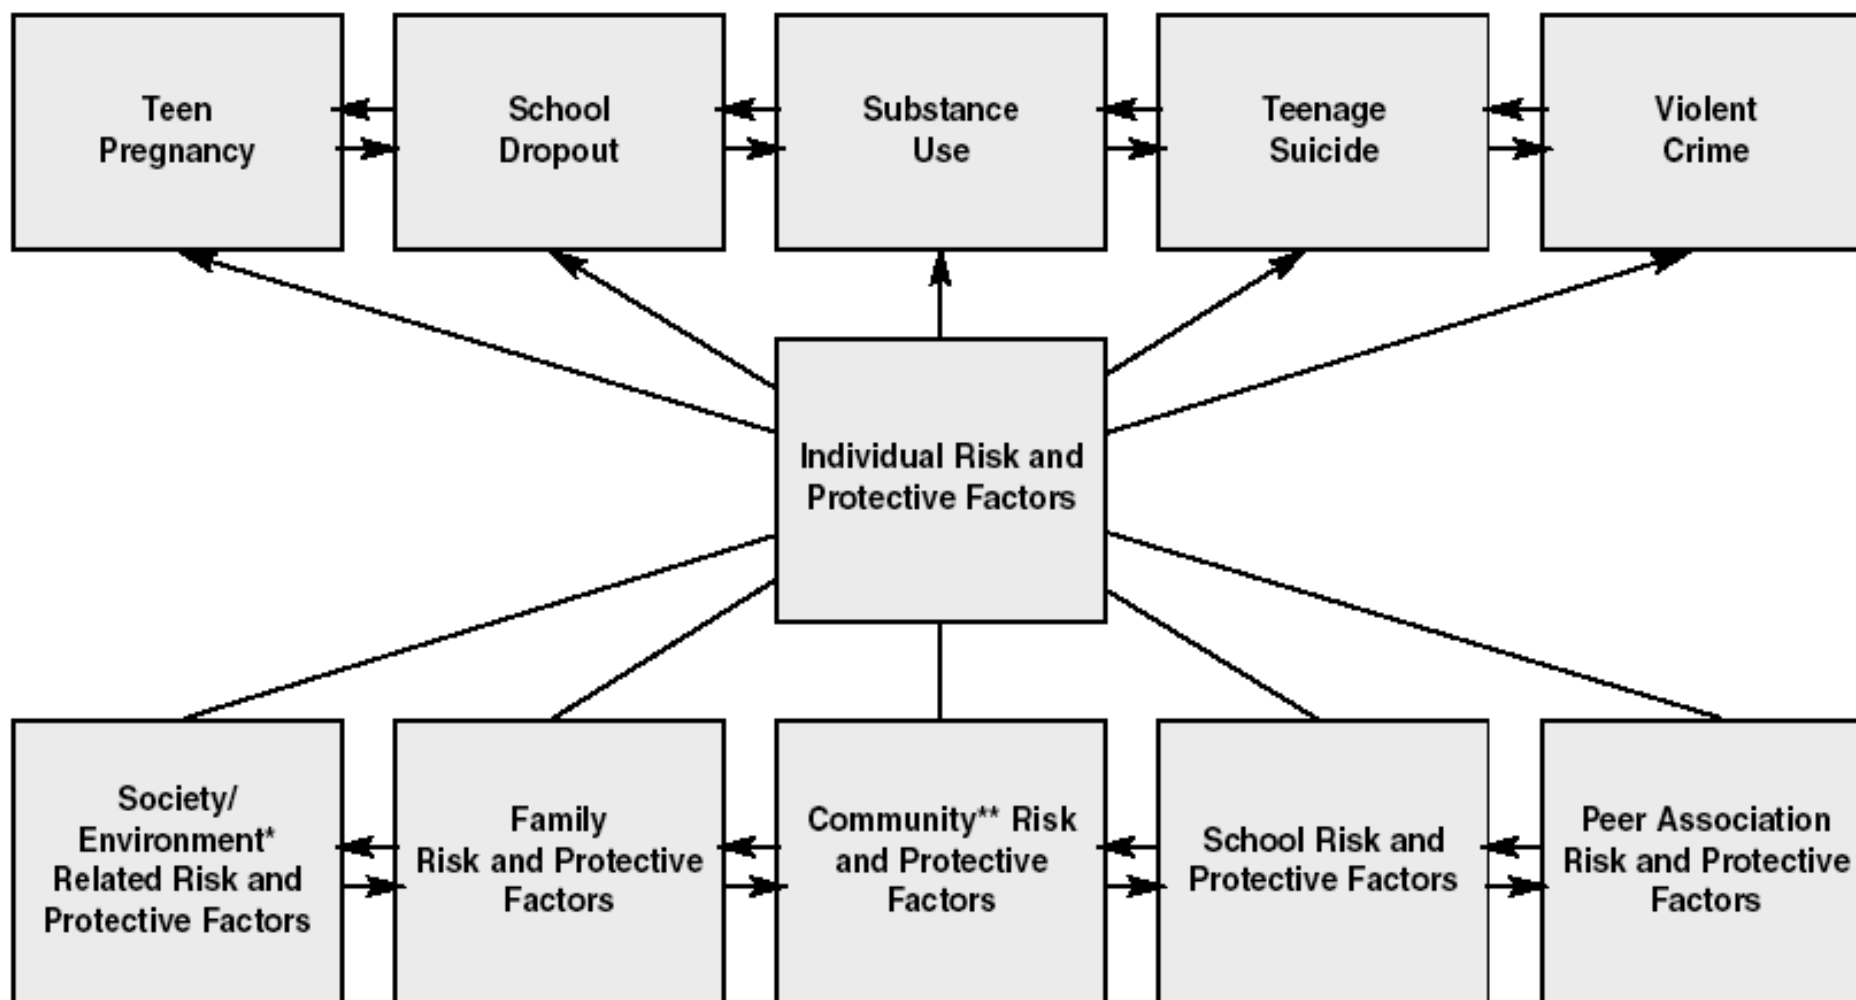 Teen
Pregnancy
School
Dropout
Substance
Use
Teenage
Suicide
Violent
Crime
Individual Risk and
Protective Factors
Society/
Environment*
Related Risk and
Protective Factors
Family
Risk and Protective
Factors
Community** Risk
and Protective
Factors
School Risk and
Protective Factors
Peer Association
Risk and Protective
Factors